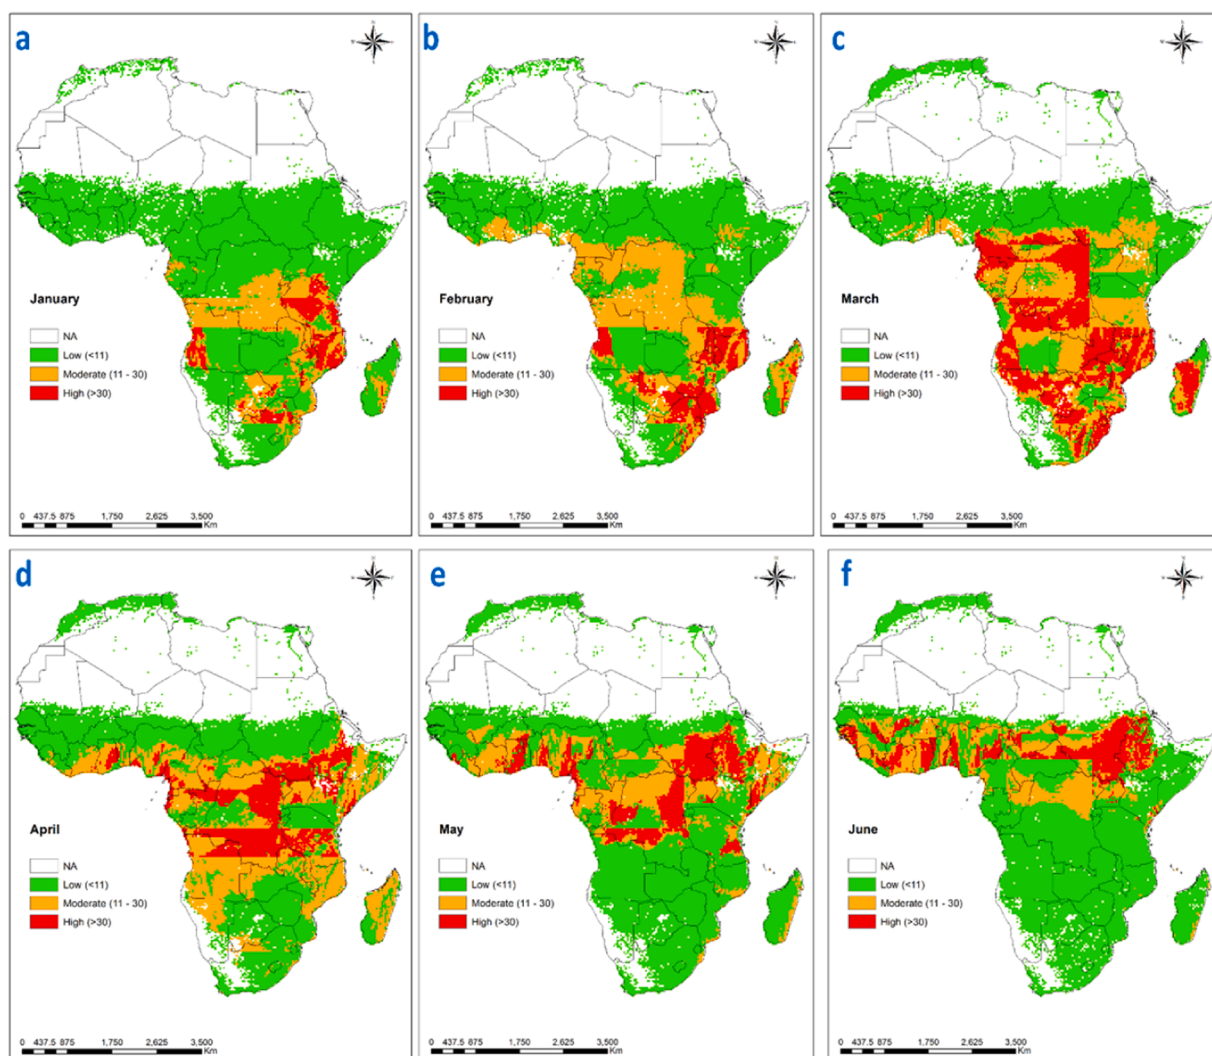 a
January
NA
Low (<11)
Moderate (11 - 30)
High (>30)
0 437.5 875 1,750 2,625 3,500
Km
b
February
NA
Low (<11)
Moderate (11 - 30)
High (>30)
0 437.5 875 1,750 2,625 3,500
Km
c
March
NA
Low (<11)
Moderate (11 - 30)
High (>30)
0 437.5 875 1,750 2,625 3,500
Km
d
April
NA
Low (<11)
Moderate (11 - 30)
High (>30)
0 437.5 875 1,750 2,625 3,500
Km
e
May
NA
Low (<11)
Moderate (11 - 30)
High (>30)
0 437.5 875 1,750 2,625 3,500
Km
f
June
NA
Low (<11)
Moderate (11 - 30)
High (>30)
0 437.5 875 1,750 2,625 3,500
Km